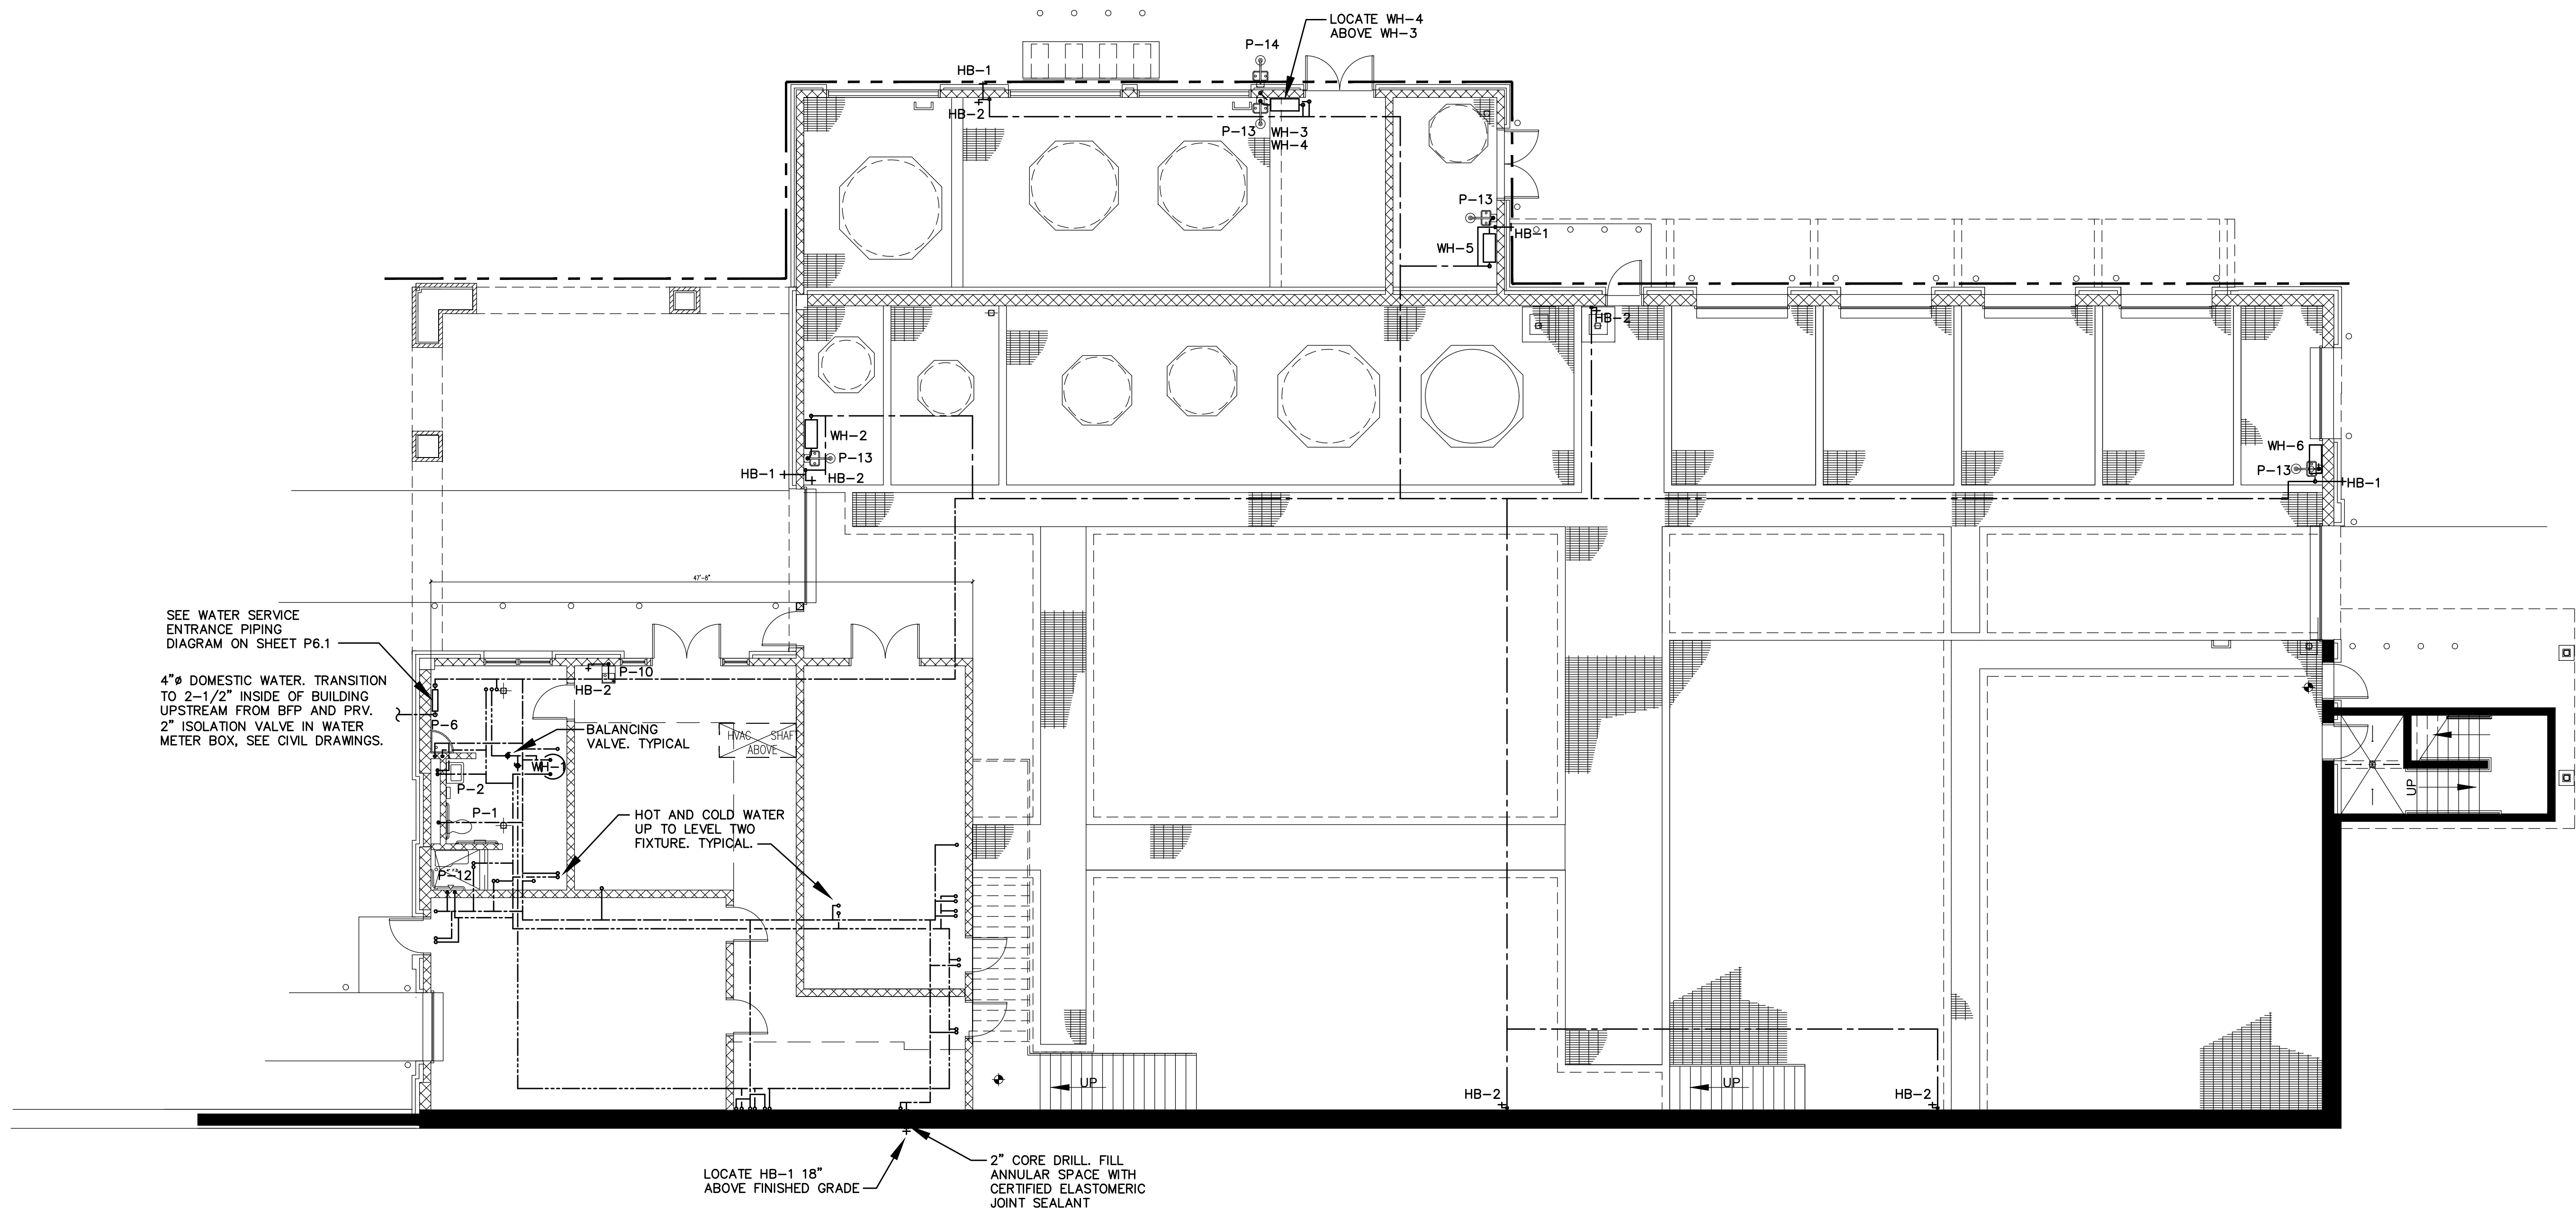 LOCATE WH-4
ABOVE WH-3
P-14
HB-1
HB-2
P-13
WH-3
WH-4
P-13
WH-5
HB-1
HB-2
WH-2
P-13
HB-1
HB-2
WH-6
P-13
HB-1
47'-8"
SEE WATER SERVICE
ENTRANCE PIPING
DIAGRAM ON SHEET P6.1
4"ø DOMESTIC WATER. TRANSITION
TO 2-1/2" INSIDE OF BUILDING
UPSTREAM FROM BFP AND PRV.
2" ISOLATION VALVE IN WATER
METER BOX, SEE CIVIL DRAWINGS.
P-10
HB-2
P-6
BALANCING
VALVE. TYPICAL
HVAC SHAFT
ABOVE
WH-1
P-2
P-1
HOT AND COLD WATER
UP TO LEVEL TWO
FIXTURE. TYPICAL.
P-12
UP
UP
UP
HB-2
HB-2
LOCATE HB-1 18"
ABOVE FINISHED GRADE
2" CORE DRILL. FILL
ANNULAR SPACE WITH
CERTIFIED ELASTOMERIC
JOINT SEALANT